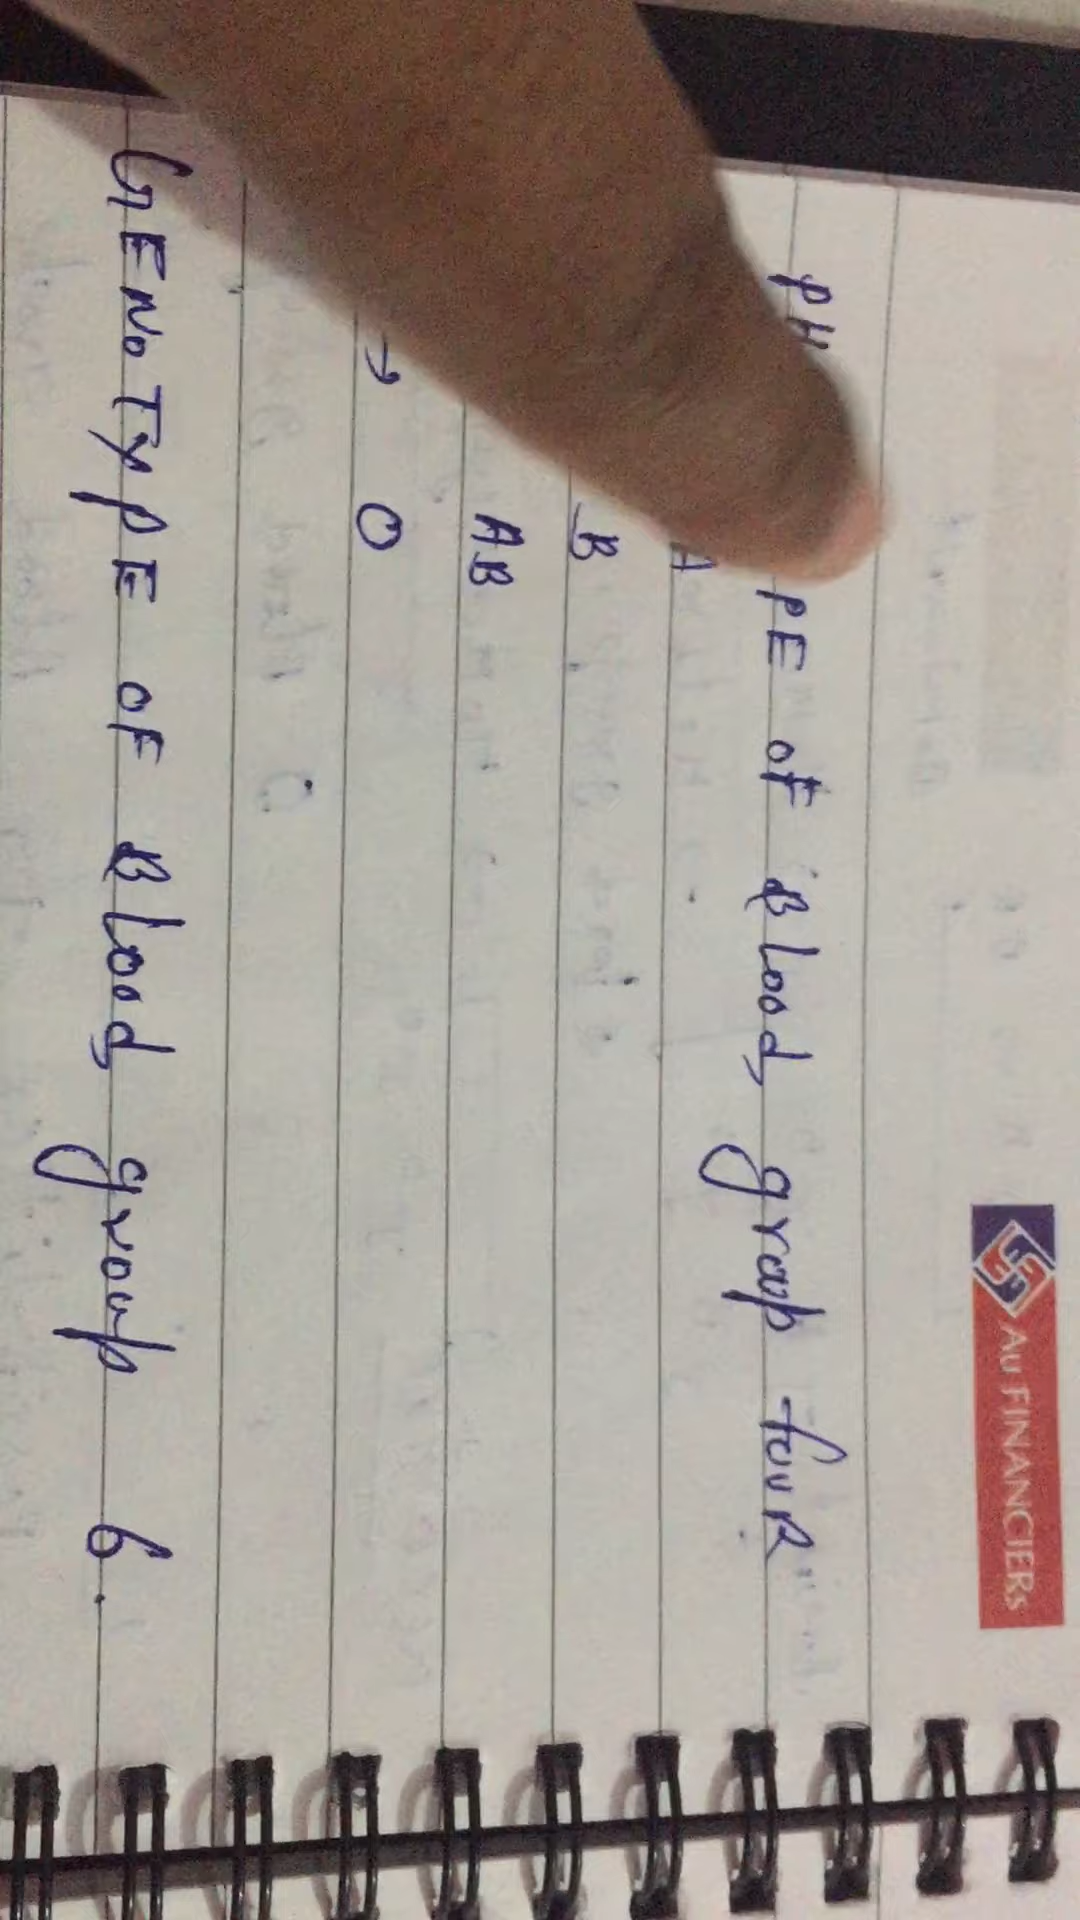 Au FINANCIERS
PH PE OF Blood group fouR
A
B
AB
→ O
GENOTYPE OF Blood group 6.